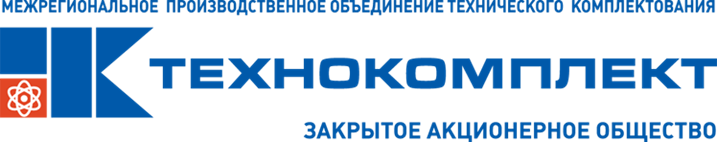 МЕЖРЕГИОНАЛЬНОЕ ПРОИЗВОДСТВЕННОЕ ОБЪЕДИНЕНИЕ ТЕХНИЧЕСКОГО КОМПЛЕКТОВАНИЯ
ТЕХНОКОМПЛЕКТ
ЗАКРЫТОЕ АКЦИОНЕРНОЕ ОБЩЕСТВО